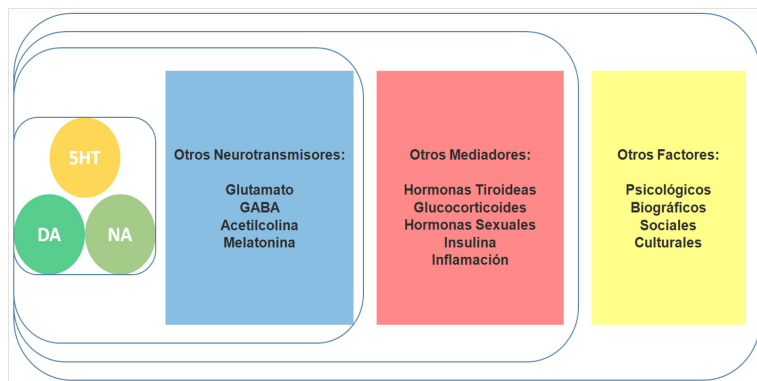 5HT
DA
NA
Otros Neurotransmisores:
Glutamato
GABA
Acetilcolina
Melatonina
Otros Mediadores:
Hormonas Tiroideas
Glucocorticoides
Hormonas Sexuales
Insulina
Inflamación
Otros Factores:
Psicológicos
Biográficos
Sociales
Culturales